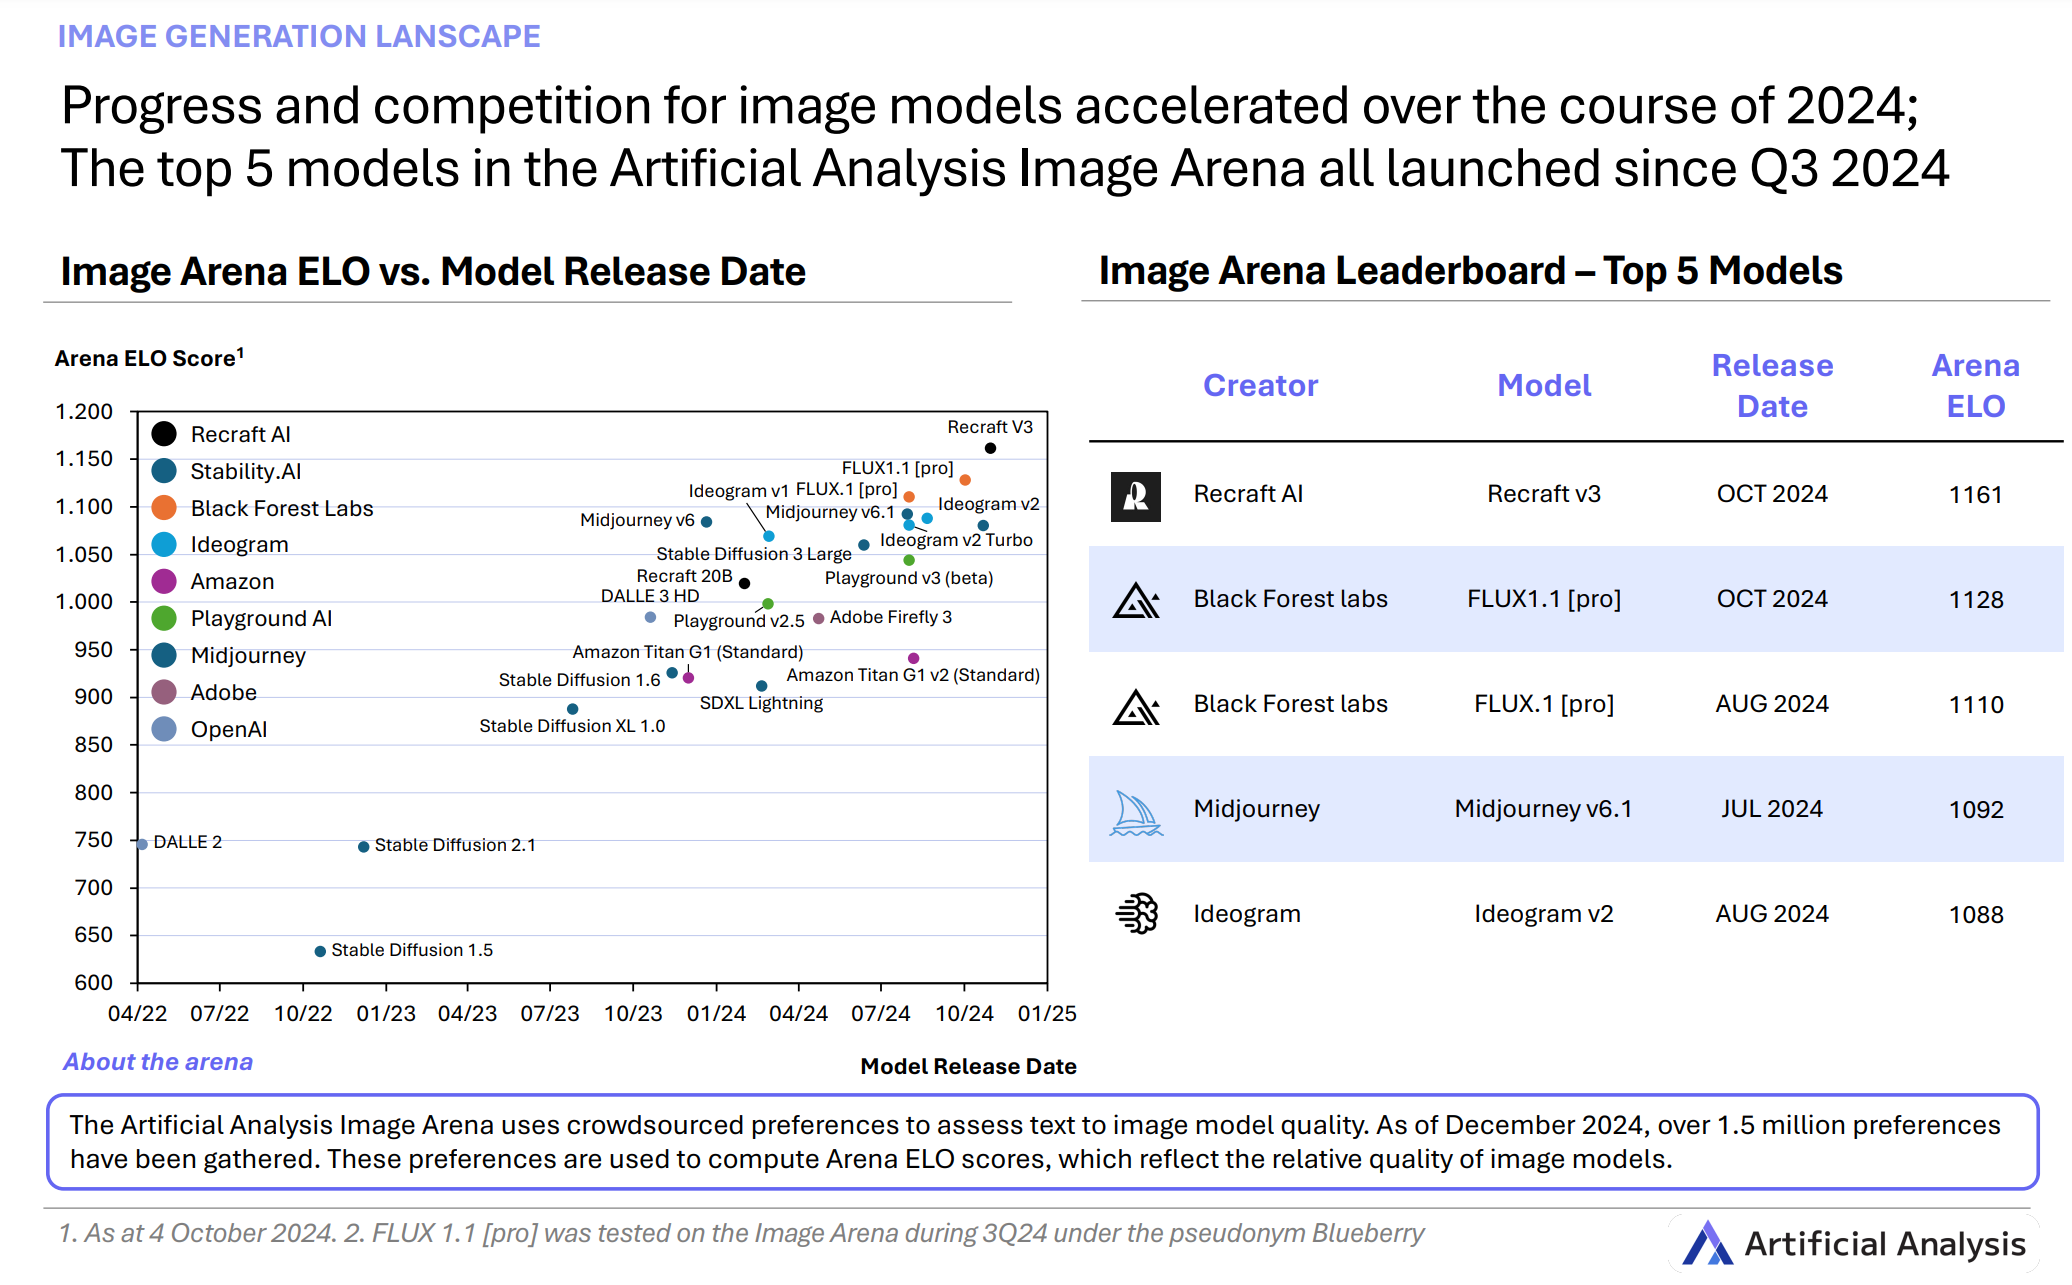 IMAGE GENERATION LANSCAPE
Progress and competition for image models accelerated over the course of 2024;
The top 5 models in the Artificial Analysis Image Arena all launched since Q3 2024
Image Arena ELO vs. Model Release Date
Arena ELO Score¹
1.200
1.150
1.100
1.050
1.000
950
900
850
800
750
700
650
600
Recraft AI
Stability.AI
Black Forest Labs
Ideogram
Amazon
Playground AI
Midjourney
Adobe
OpenAI
Recraft V3
FLUX1.1 [pro]
Ideogram v1
FLUX.1 [pro]
Ideogram v2
Midjourney v6
Midjourney v6.1
Ideogram v2 Turbo
Stable Diffusion 3 Large
Recraft 20B
Playground v3 (beta)
DALLE 3 HD
Playground v2.5
Adobe Firefly 3
Amazon Titan G1 (Standard)
Stable Diffusion 1.6
Amazon Titan G1 v2 (Standard)
SDXL Lightning
Stable Diffusion XL 1.0
DALLE 2
Stable Diffusion 2.1
Stable Diffusion 1.5
04/22 07/22 10/22 01/23 04/23 07/23 10/23 01/24 04/24 07/24 10/24 01/25
Model Release Date
Image Arena Leaderboard – Top 5 Models
Creator Model Release Date Arena ELO
Recraft AI Recraft v3 OCT 2024 1161
Black Forest labs FLUX1.1 [pro] OCT 2024 1128
Black Forest labs FLUX.1 [pro] AUG 2024 1110
Midjourney Midjourney v6.1 JUL 2024 1092
Ideogram Ideogram v2 AUG 2024 1088
About the arena
The Artificial Analysis Image Arena uses crowdsourced preferences to assess text to image model quality. As of December 2024, over 1.5 million preferences
have been gathered. These preferences are used to compute Arena ELO scores, which reflect the relative quality of image models.
1. As at 4 October 2024. 2. FLUX 1.1 [pro] was tested on the Image Arena during 3Q24 under the pseudonym Blueberry
Artificial Analysis